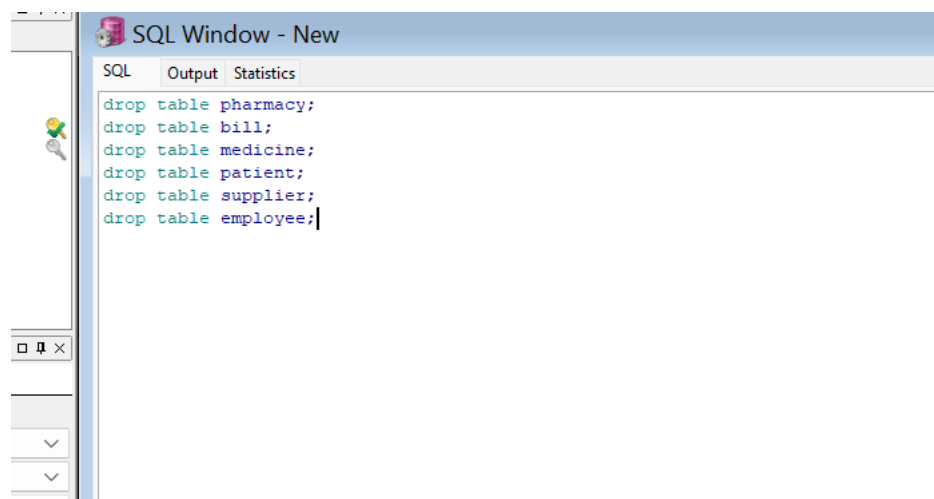 SQL Window - New
SQL Output Statistics
drop table pharmacy;
drop table bill;
drop table medicine;
drop table patient;
drop table supplier;
drop table employee;